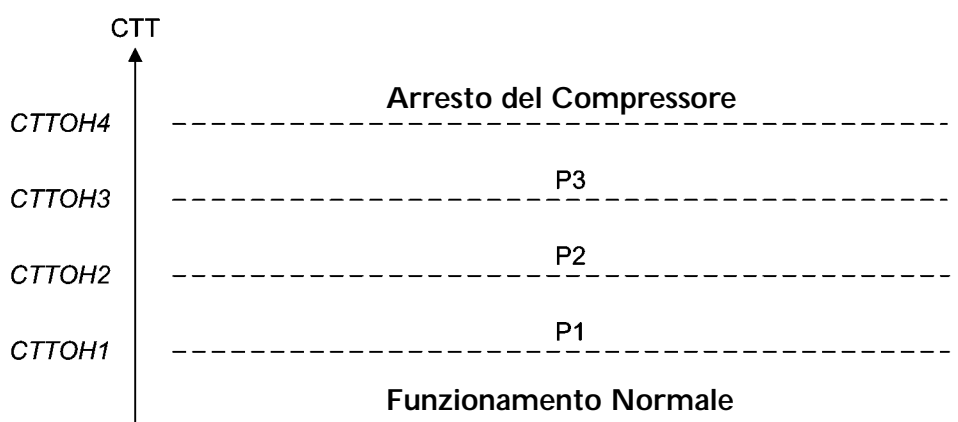 CTT
Arresto del Compressore
CTTOH4
P3
CTTOH3
P2
CTTOH2
P1
CTTOH1
Funzionamento Normale